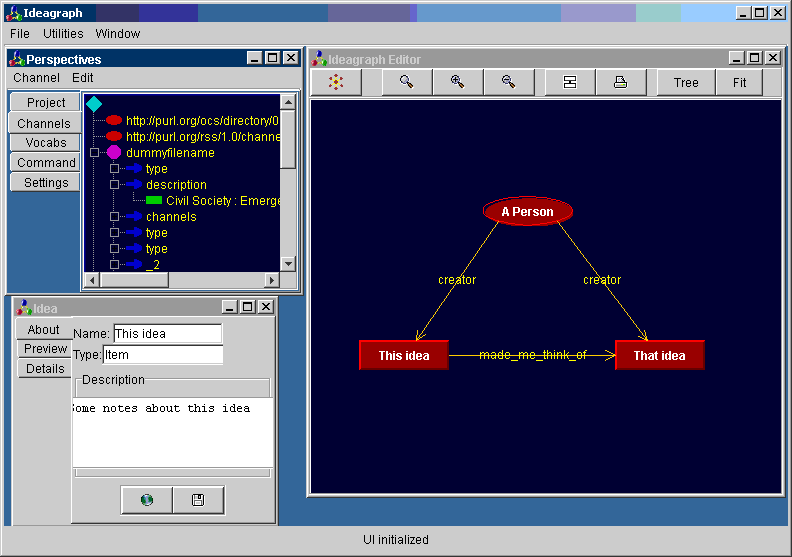 Ideagraph
File Utilities Window
Perspectives
Channel Edit
Project
Channels
Vocabs
Command
Settings
http://purl.org/ocs/directory/0
http://purl.org/rss/1.0/channe
dummyfilename
type
description
Civil Society : Emerge
channels
type
type
_2
Idea
About
Preview
Details
Name: This idea
Type: Item
Description
Some notes about this idea
Ideagraph Editor
Tree Fit
A Person
creator creator
This idea made_me_think_of That idea
UI initialized